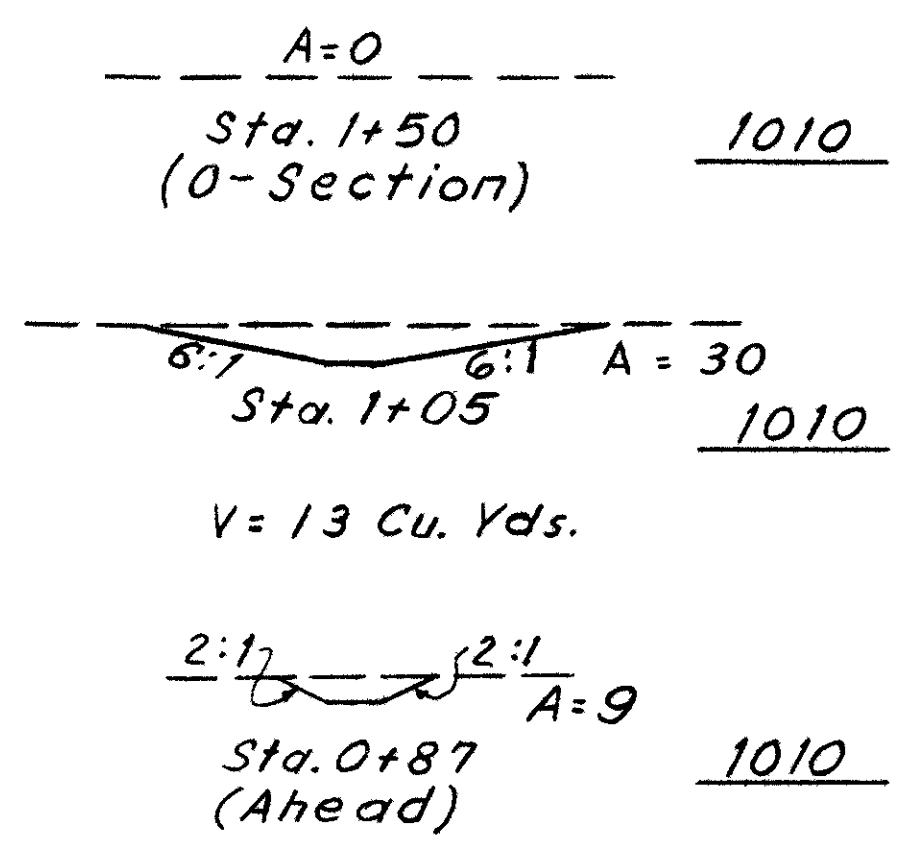 A=0
Sta. 1+50
1010
(0-Section)
6:1
6:1
A = 30
Sta. 1+05
1010
V= 13 Cu. Yds.
2:1
2:1
A=9
Sta. 0+87
1010
(Ahead)